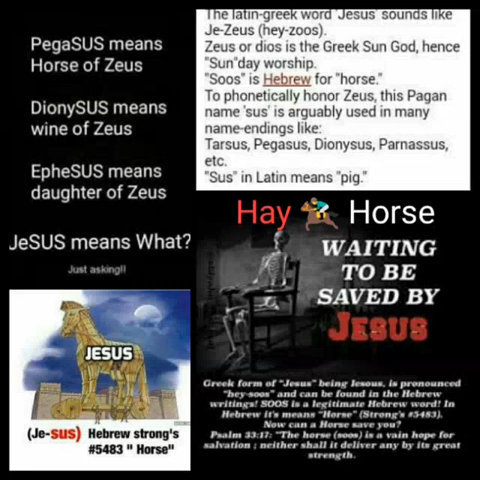 PegaSUS means
Horse of Zeus
DionySUS means
wine of Zeus
EpheSUS means
daughter of Zeus
JeSUS means What?
Just asking!!
The latin-greek word 'Jesus' sounds like
Je-Zeus (hey-zoos).
Zeus or dios is the Greek Sun God, hence
"Sun"day worship.
"Soos" is Hebrew for "horse."
To phonetically honor Zeus, this Pagan
name 'sus' is arguably used in many
name-endings like:
Tarsus, Pegasus, Dionysus, Parnassus,
etc.
"Sus" in Latin means "pig."
Hay 🏇 Horse
WAITING
TO BE
SAVED BY
JESUS
JESUS
(Je-sus) Hebrew strong's
#5483 " Horse"
Greek form of "Jesus" being Iesous, is pronounced
"hey-sous" and can be found in the Hebrew
writings! SOOS is a legitimate Hebrew word! In
Hebrew it's means "Horse" (Strong's #5483).
Now can a Horse save you?
Psalm 33:17: "The horse (soos) is a vain hope for
salvation ; neither shall it deliver any by its great
strength.